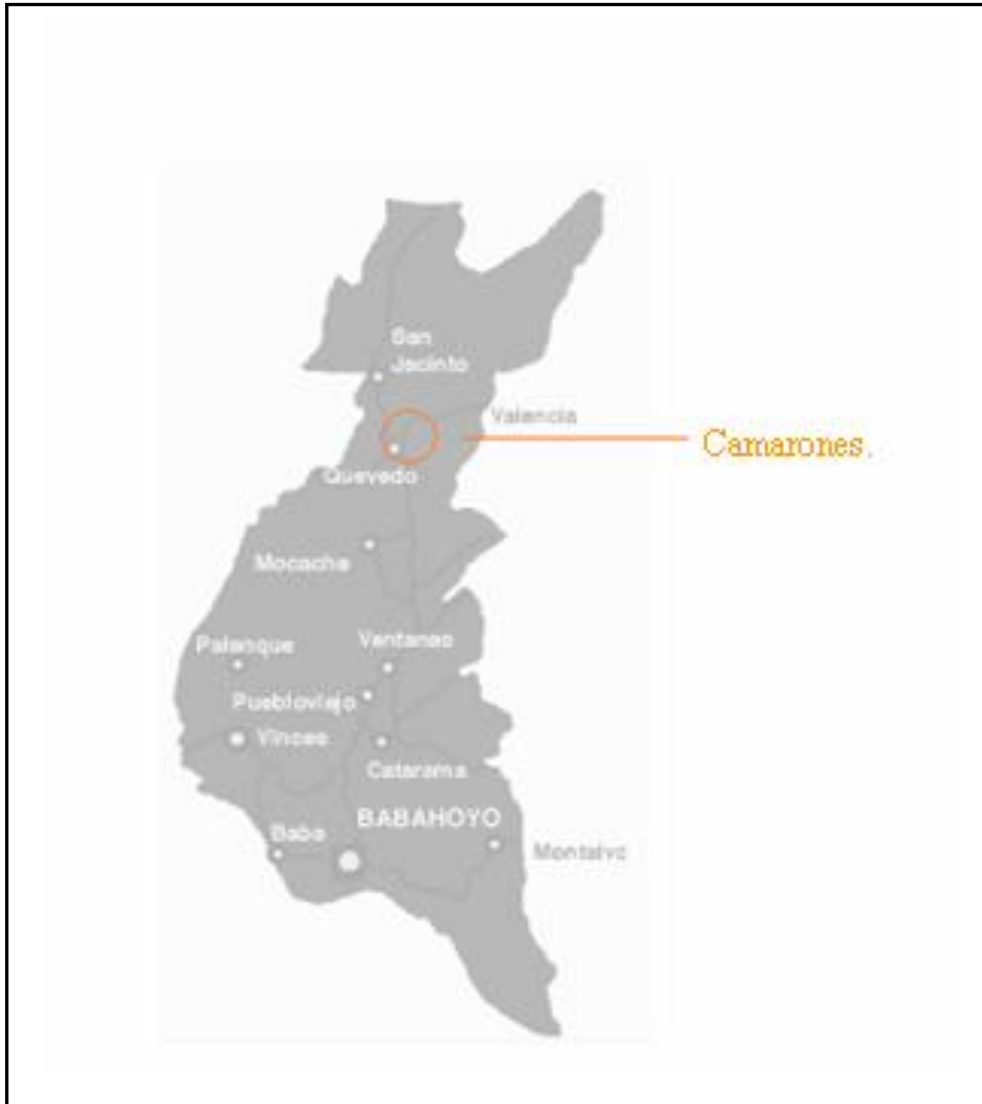 San
Jacinto
Valencia
Camarones.
Quevedo
Mocache
Ventanas
Palenque
Puebloviejo
Vinces
Catarama
BABAHOYO
Baba
Montalvo